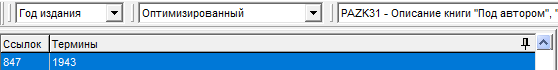 Год издания Оптимизированный PAZK31 - Описание книги "Под автором", "
Ссылок Термины
847 1943